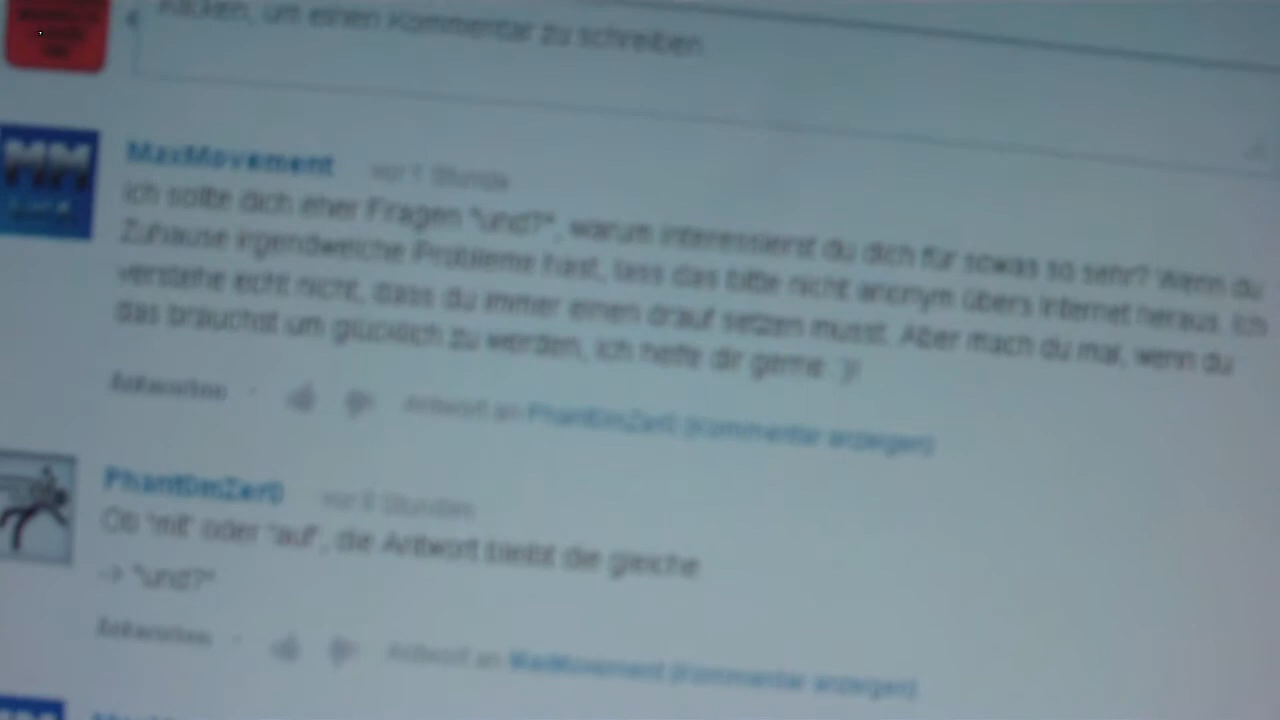 Klicken, um einen Kommentar zu schreiben.
MM
MaxMovement vor 1 Stunde
Ich sollte dich eher Fragen "und?", warum interessierst du dich für sowas so sehr? Wenn du
Zuhause irgendwelche Probleme hast, lass das bitte nicht anonym übers Internet heraus. Ich
verstehe echt nicht, dass du immer einen drauf setzen musst. Aber mach du mal, wenn du
das brauchst um glücklich zu werden, ich helfe dir gerne. :)!
Antworten · Antwort an Phant0mZer0 (Kommentar anzeigen)
Phant0mZer0 vor Stunden
Ob "mit" oder "auf", die Antwort bleibt die gleiche
-> "und?"
Antworten · Antwort an MaxMovement (Kommentar anzeigen)